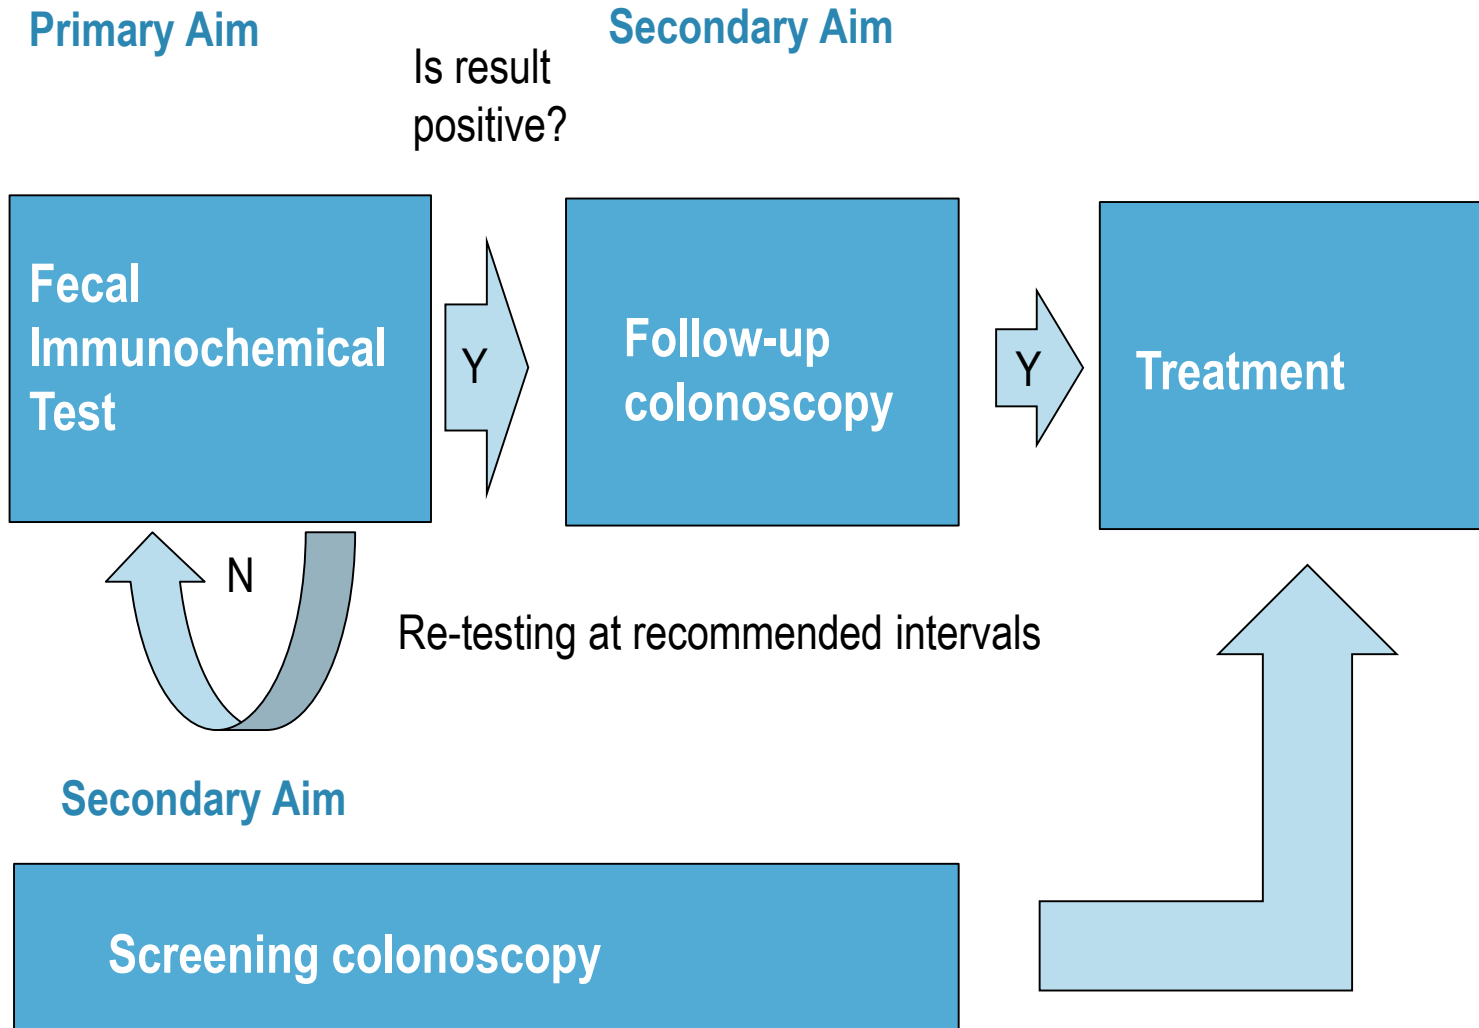 Primary Aim
Is result
positive?
Secondary Aim
Fecal
Immunochemical
Test
Y
Follow-up
colonoscopy
Y
Treatment
N
Re-testing at recommended intervals
Secondary Aim
Screening colonoscopy